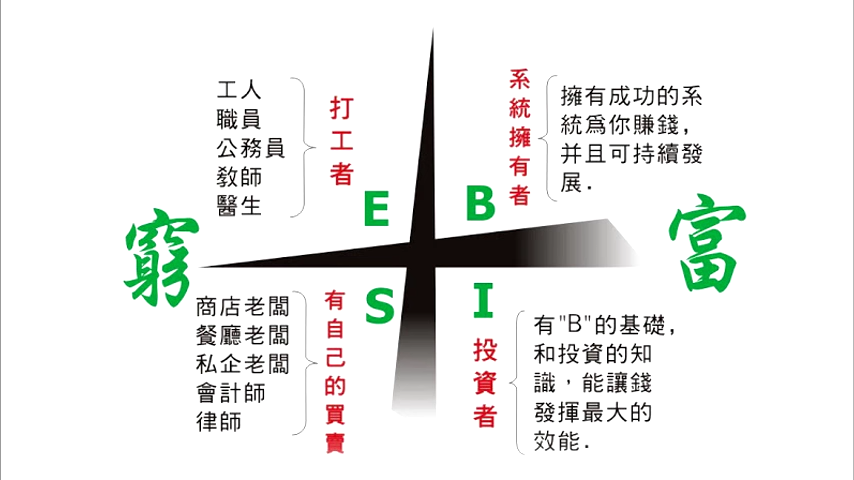 工人
職員
公務員
教師
醫生
打工者
E
系統擁有者
擁有成功的系
統爲你賺錢，
并且可持續發
展.
B
窮
富
商店老闆
餐廳老闆
私企老闆
會計師
律師
有自己的買賣
S
I
投資者
有"B"的基礎，
和投資的知
識，能讓錢
發揮最大的
效能.